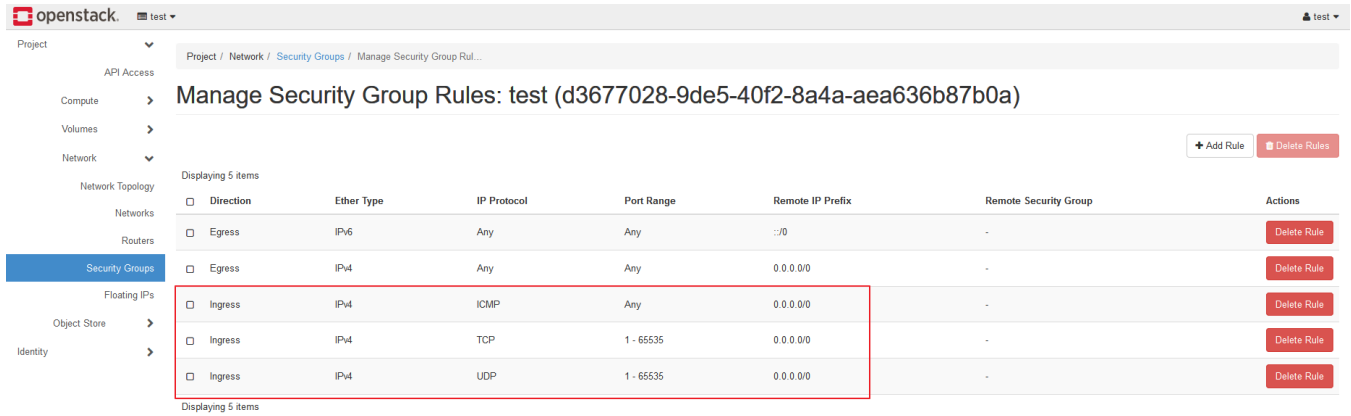 openstack. test test
Project
API Access
Compute
Volumes
Network
Network Topology
Networks
Routers
Security Groups
Floating IPs
Object Store
Identity
Project / Network / Security Groups / Manage Security Group Rul...
Manage Security Group Rules: test (d3677028-9de5-40f2-8a4a-aea636b87b0a)
+ Add Rule Delete Rules
Displaying 5 items
Direction Ether Type IP Protocol Port Range Remote IP Prefix Remote Security Group Actions
Egress IPv6 Any Any ::/0 - Delete Rule
Egress IPv4 Any Any 0.0.0.0/0 - Delete Rule
Ingress IPv4 ICMP Any 0.0.0.0/0 - Delete Rule
Ingress IPv4 TCP 1 - 65535 0.0.0.0/0 - Delete Rule
Ingress IPv4 UDP 1 - 65535 0.0.0.0/0 - Delete Rule
Displaying 5 items